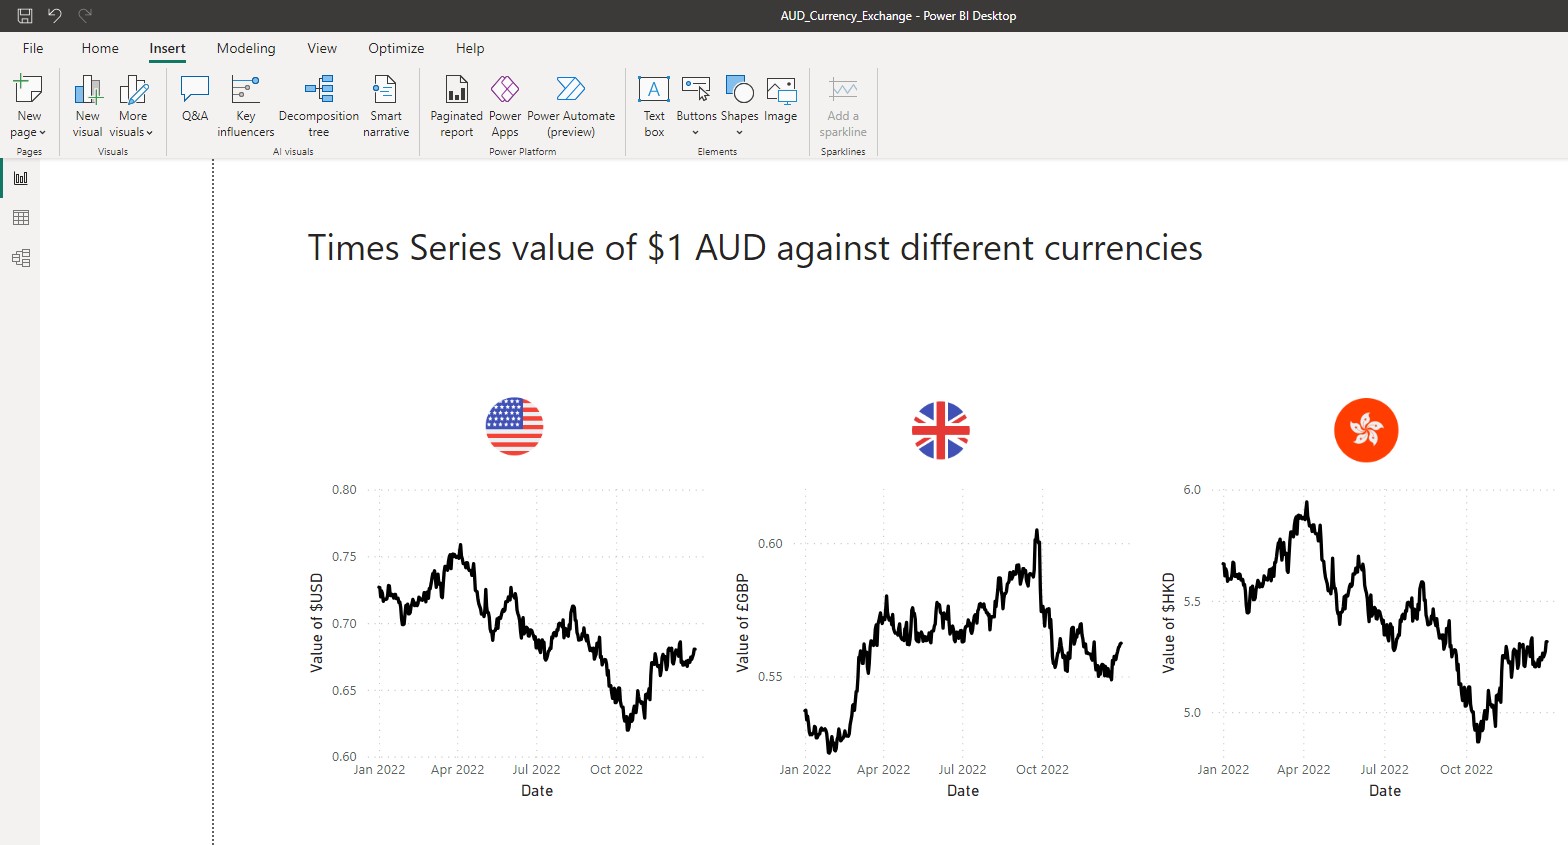 AUD_Currency_Exchange - Power BI Desktop
File Home Insert Modeling View Optimize Help
New page
New visual
More visuals
Q&A
Key influencers
Decomposition tree
Smart narrative
Paginated report
Power Apps
Power Automate (preview)
Text box
Buttons
Shapes
Image
Add a sparkline
Pages Visuals AI visuals Power Platform Elements Sparklines
Times Series value of $1 AUD against different currencies
Value of $USD
0.80
0.75
0.70
0.65
0.60
Jan 2022 Apr 2022 Jul 2022 Oct 2022
Date
Value of £GBP
0.60
0.55
Jan 2022 Apr 2022 Jul 2022 Oct 2022
Date
Value of $HKD
6.0
5.5
5.0
Jan 2022 Apr 2022 Jul 2022 Oct 2022
Date